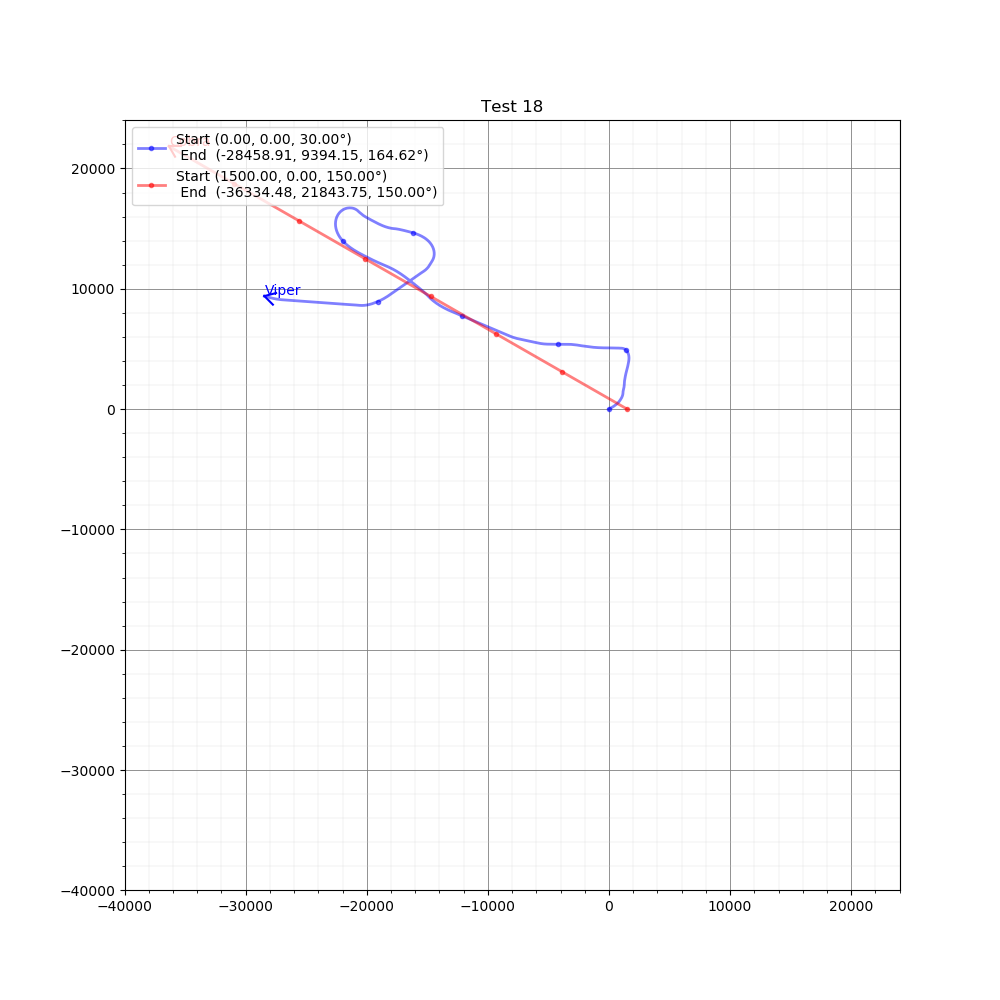 Test 18
Start (0.00, 0.00, 30.00°)
End (-28458.91, 9394.15, 164.62°)
Start (1500.00, 0.00, 150.00°)
End (-36334.48, 21843.75, 150.00°)
Viper
20000
10000
0
−10000
−20000
−30000
−40000
−40000 −30000 −20000 −10000 0 10000 20000